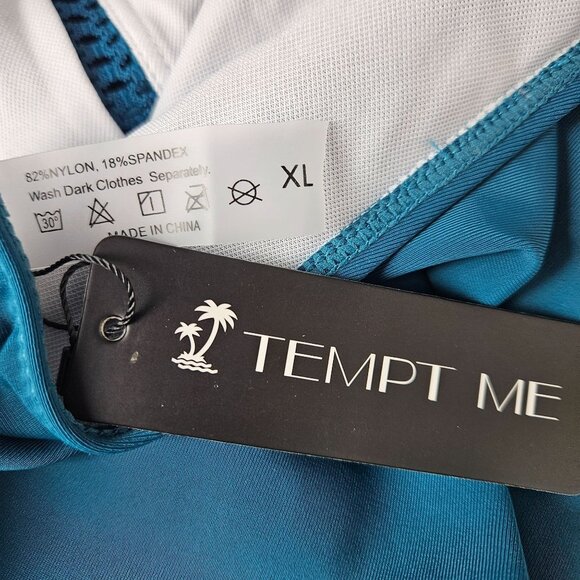 82%NYLON, 18%SPANDEX
Wash Dark Clothes Separately.
30°
XL
MADE IN CHINA
TEMPT ME